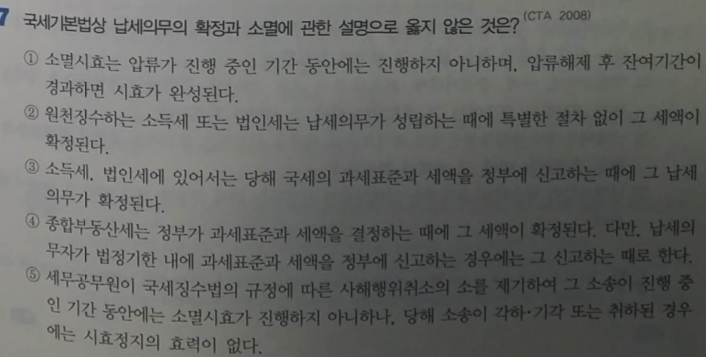 7 국세기본법상 납세의무의 확정과 소멸에 관한 설명으로 옳지 않은 것은? (CTA 2008)
① 소멸시효는 압류가 진행 중인 기간 동안에는 진행하지 아니하며, 압류해제 후 잔여기간이
경과하면 시효가 완성된다.
② 원천징수하는 소득세 또는 법인세는 납세의무가 성립하는 때에 특별한 절차 없이 그 세액이
확정된다.
③ 소득세, 법인세에 있어서는 당해 국세의 과세표준과 세액을 정부에 신고하는 때에 그 납세
의무가 확정된다.
④ 종합부동산세는 정부가 과세표준과 세액을 결정하는 때에 그 세액이 확정된다. 다만, 납세의
무자가 법정기한 내에 과세표준과 세액을 정부에 신고하는 경우에는 그 신고하는 때로 한다.
⑤ 세무공무원이 국세징수법의 규정에 따른 사해행위취소의 소를 제기하여 그 소송이 진행 중
인 기간 동안에는 소멸시효가 진행하지 아니하나, 당해 소송이 각하·기각 또는 취하된 경우
에는 시효정지의 효력이 없다.